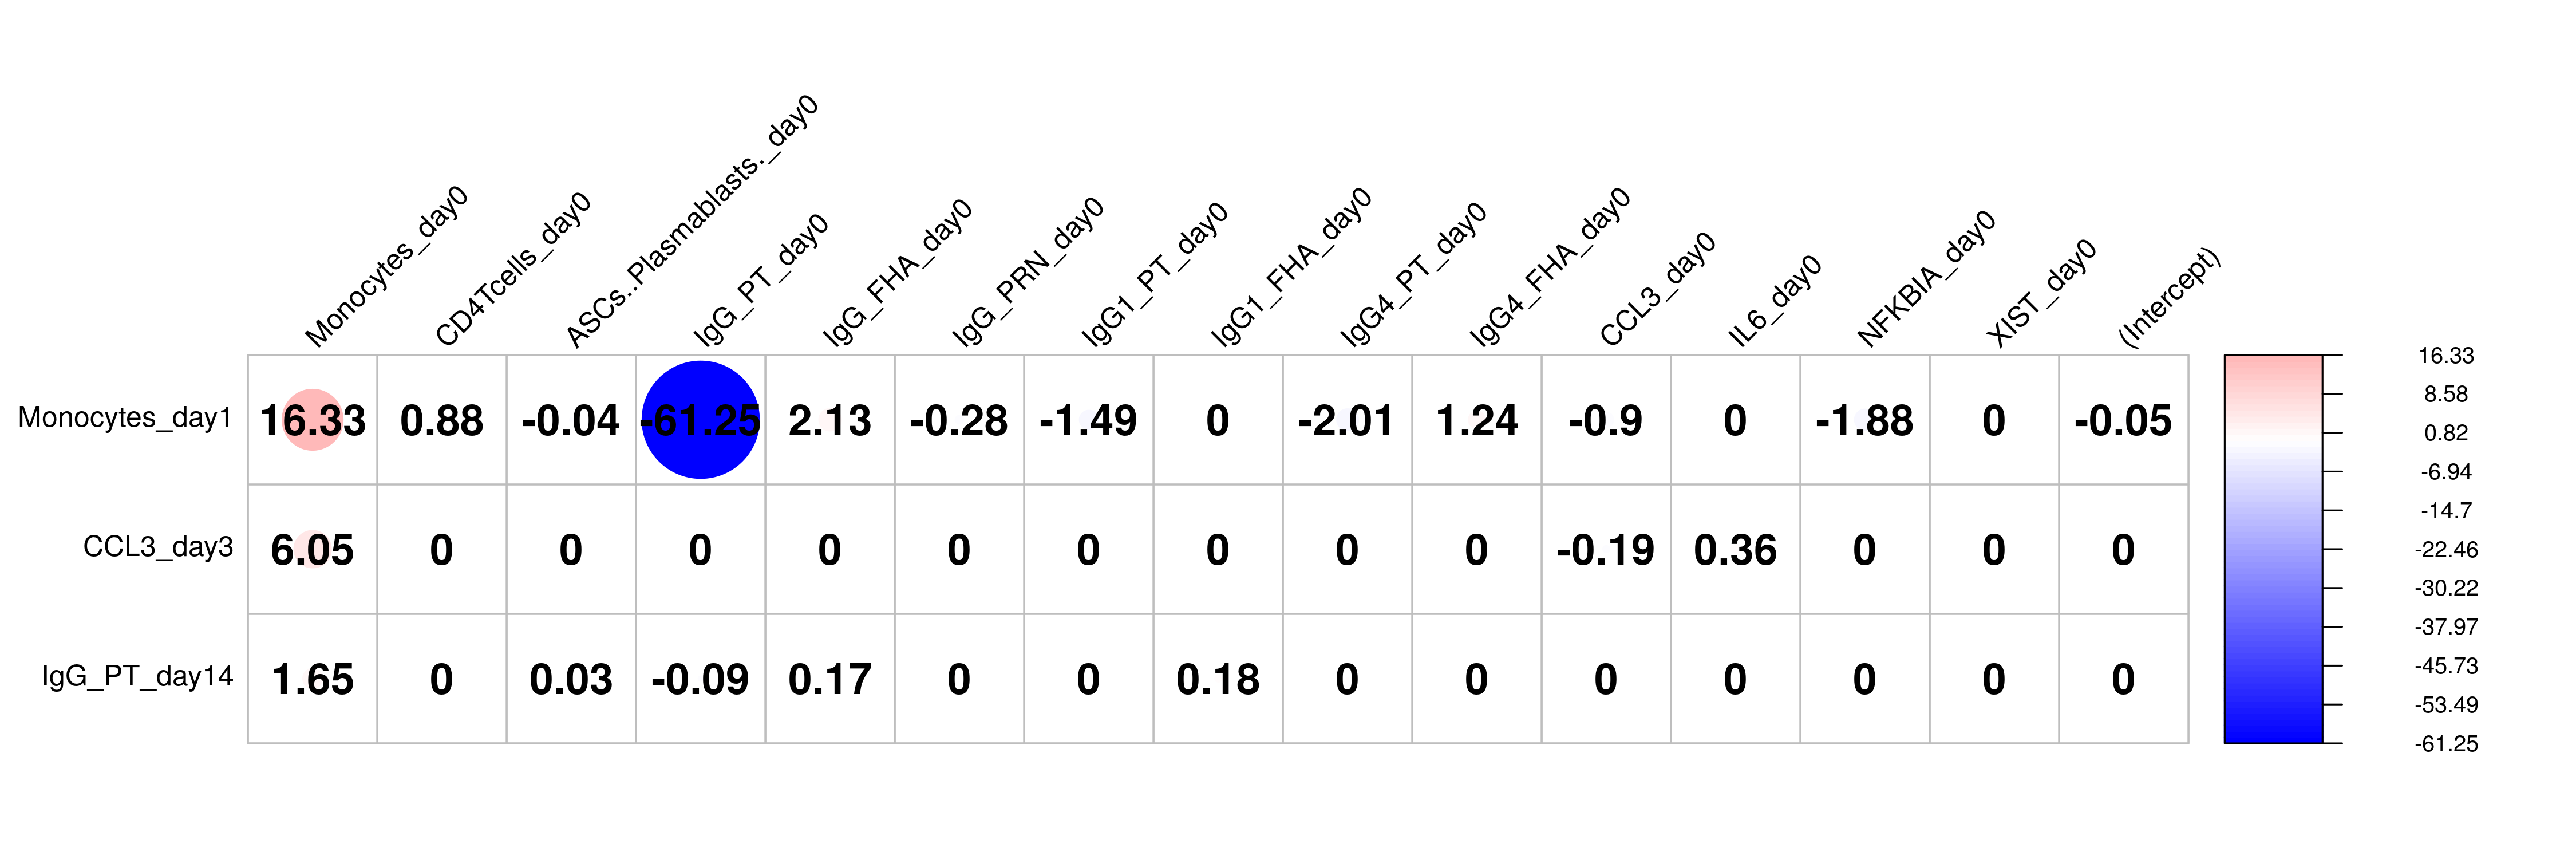 Monocytes_day0 CD4Tcells_day0 ASCs..Plasmablasts._day0 IgG_PT_day0 IgG_FHA_day0 IgG_PRN_day0 IgG1_PT_day0 IgG1_FHA_day0 IgG4_PT_day0 IgG4_FHA_day0 CCL3_day0 IL6_day0 NFKBIA_day0 XIST_day0 (Intercept)
Monocytes_day1 16.33 0.88 -0.04 -61.25 2.13 -0.28 -1.49 0 -2.01 1.24 -0.9 0 -1.88 0 -0.05
CCL3_day3 6.05 0 0 0 0 0 0 0 0 0 -0.19 0.36 0 0 0
IgG_PT_day14 1.65 0 0.03 -0.09 0.17 0 0 0.18 0 0 0 0 0 0 0
16.33
8.58
0.82
-6.94
-14.7
-22.46
-30.22
-37.97
-45.73
-53.49
-61.25